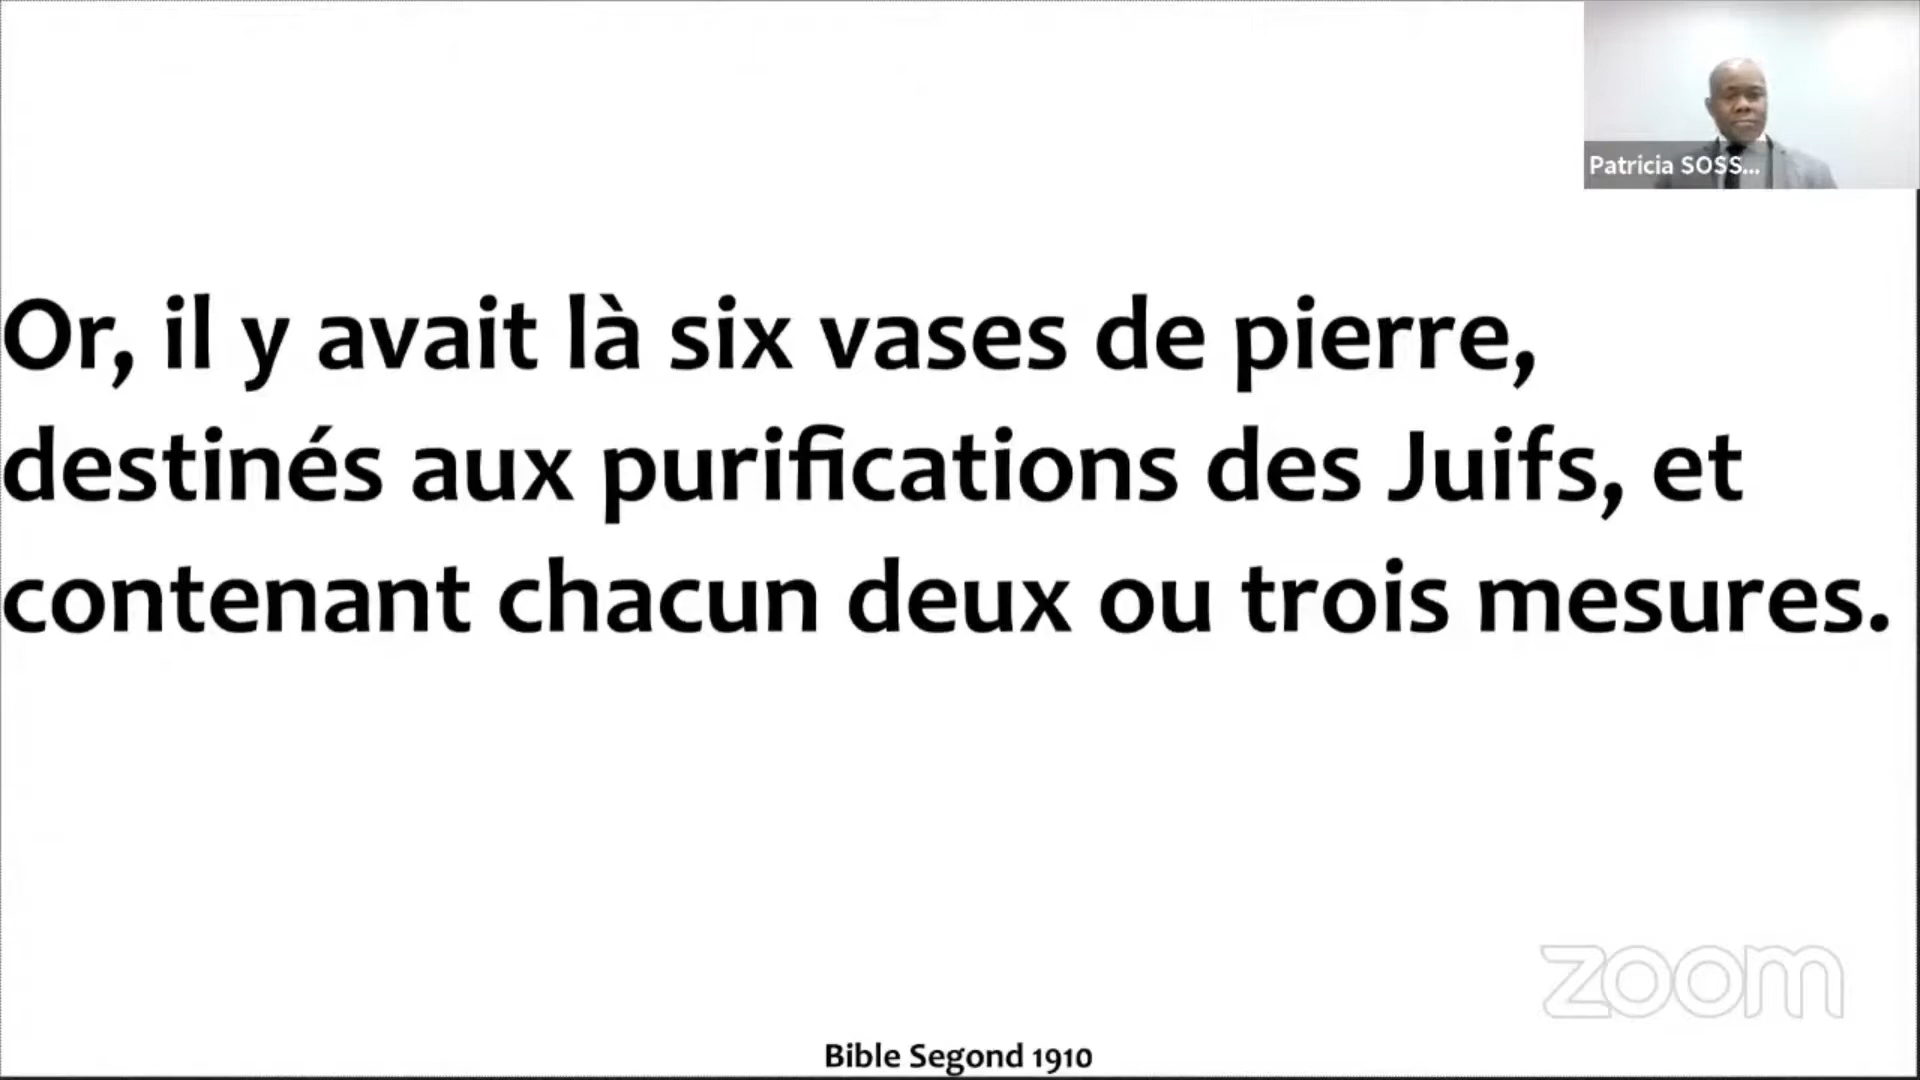 Patricia SOSS...
Or, il y avait là six vases de pierre,
destinés aux purifications des Juifs, et
contenant chacun deux ou trois mesures.
zoom
Bible Segond 1910